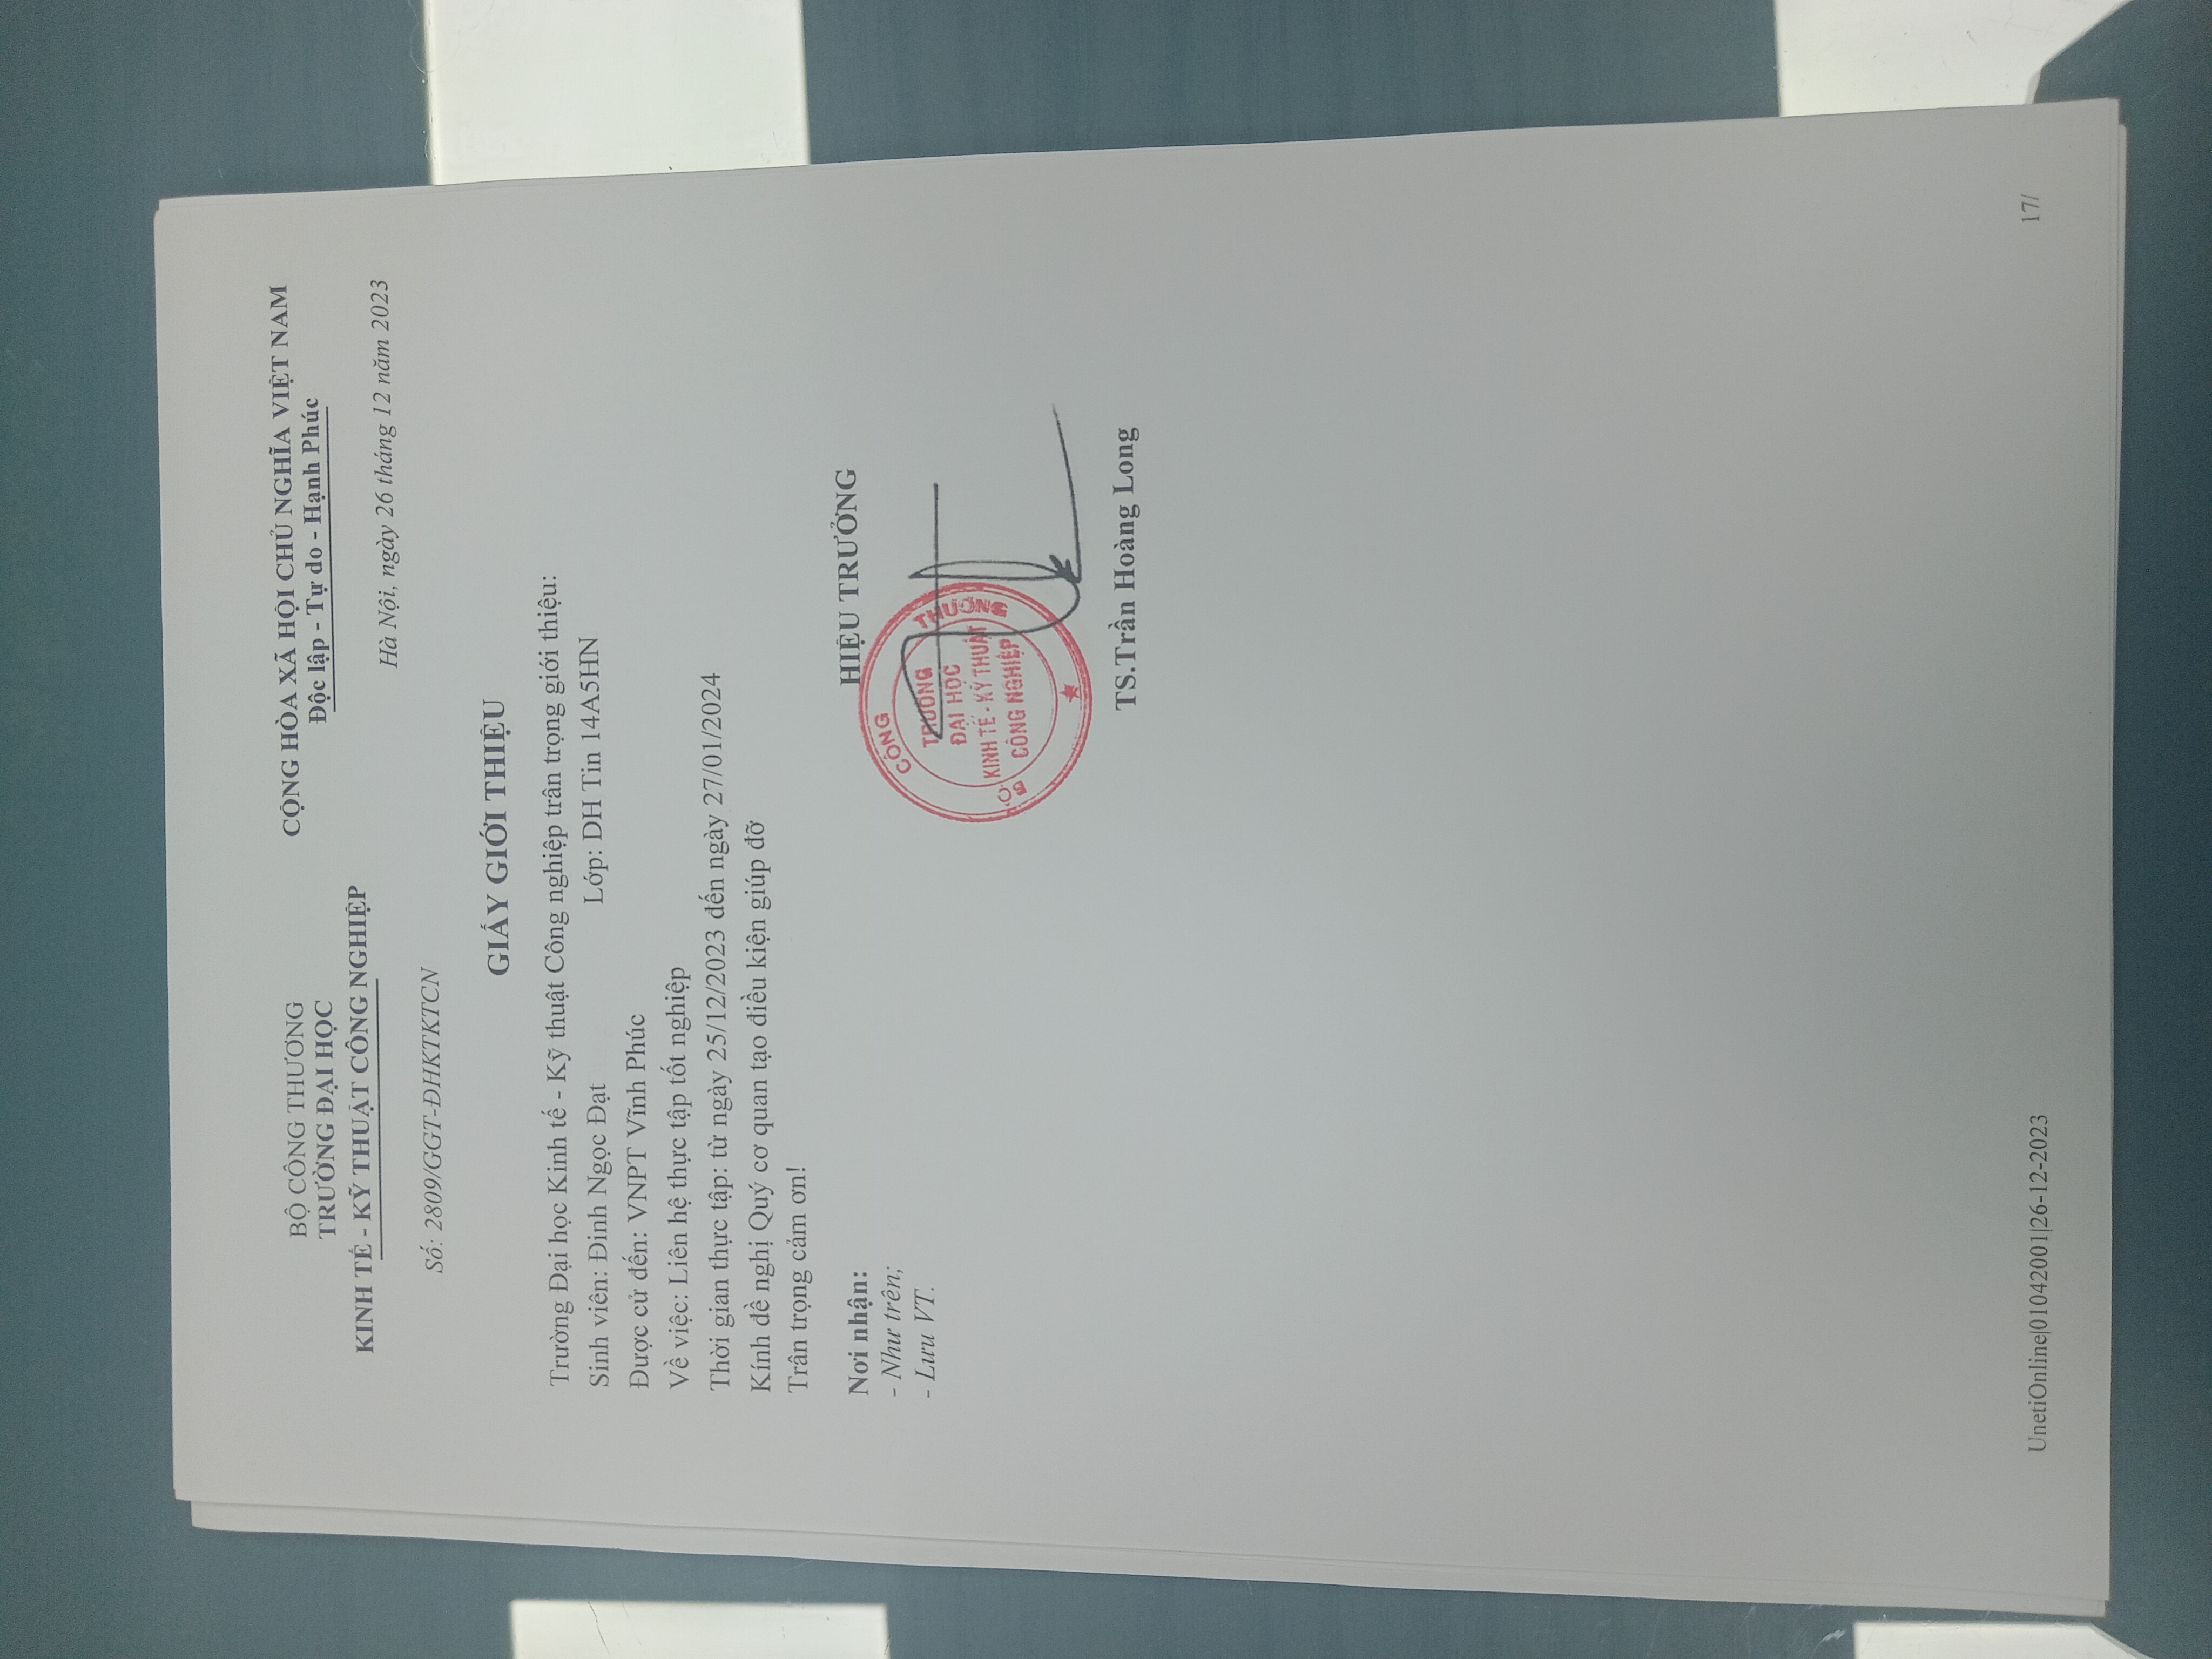 BỘ CÔNG THƯƠNG
TRƯỜNG ĐẠI HỌC
KINH TẾ - KỸ THUẬT CÔNG NGHIỆP
Số: 2809/GGT-ĐHKTKTCN
CỘNG HÒA XÃ HỘI CHỦ NGHĨA VIỆT NAM
Độc lập - Tự do - Hạnh Phúc
Hà Nội, ngày 26 tháng 12 năm 2023
GIẤY GIỚI THIỆU
Trường Đại học Kinh tế - Kỹ thuật Công nghiệp trân trọng giới thiệu:
Sinh viên: Đinh Ngọc Đạt Lớp: DH Tin 14A5HN
Được cử đến: VNPT Vĩnh Phúc
Về việc: Liên hệ thực tập tốt nghiệp
Thời gian thực tập: từ ngày 25/12/2023 đến ngày 27/01/2024
Kính đề nghị Quý cơ quan tạo điều kiện giúp đỡ
Trân trọng cảm ơn!
Nơi nhận:
- Như trên;
- Lưu VT.
HIỆU TRƯỞNG
BỘ CÔNG THƯƠNG
TRƯỜNG
ĐẠI HỌC
KINH TẾ - KỸ THUẬT
CÔNG NGHIỆP
TS.Trần Hoàng Long
UnetiOnline|01042001|26-12-2023
17/